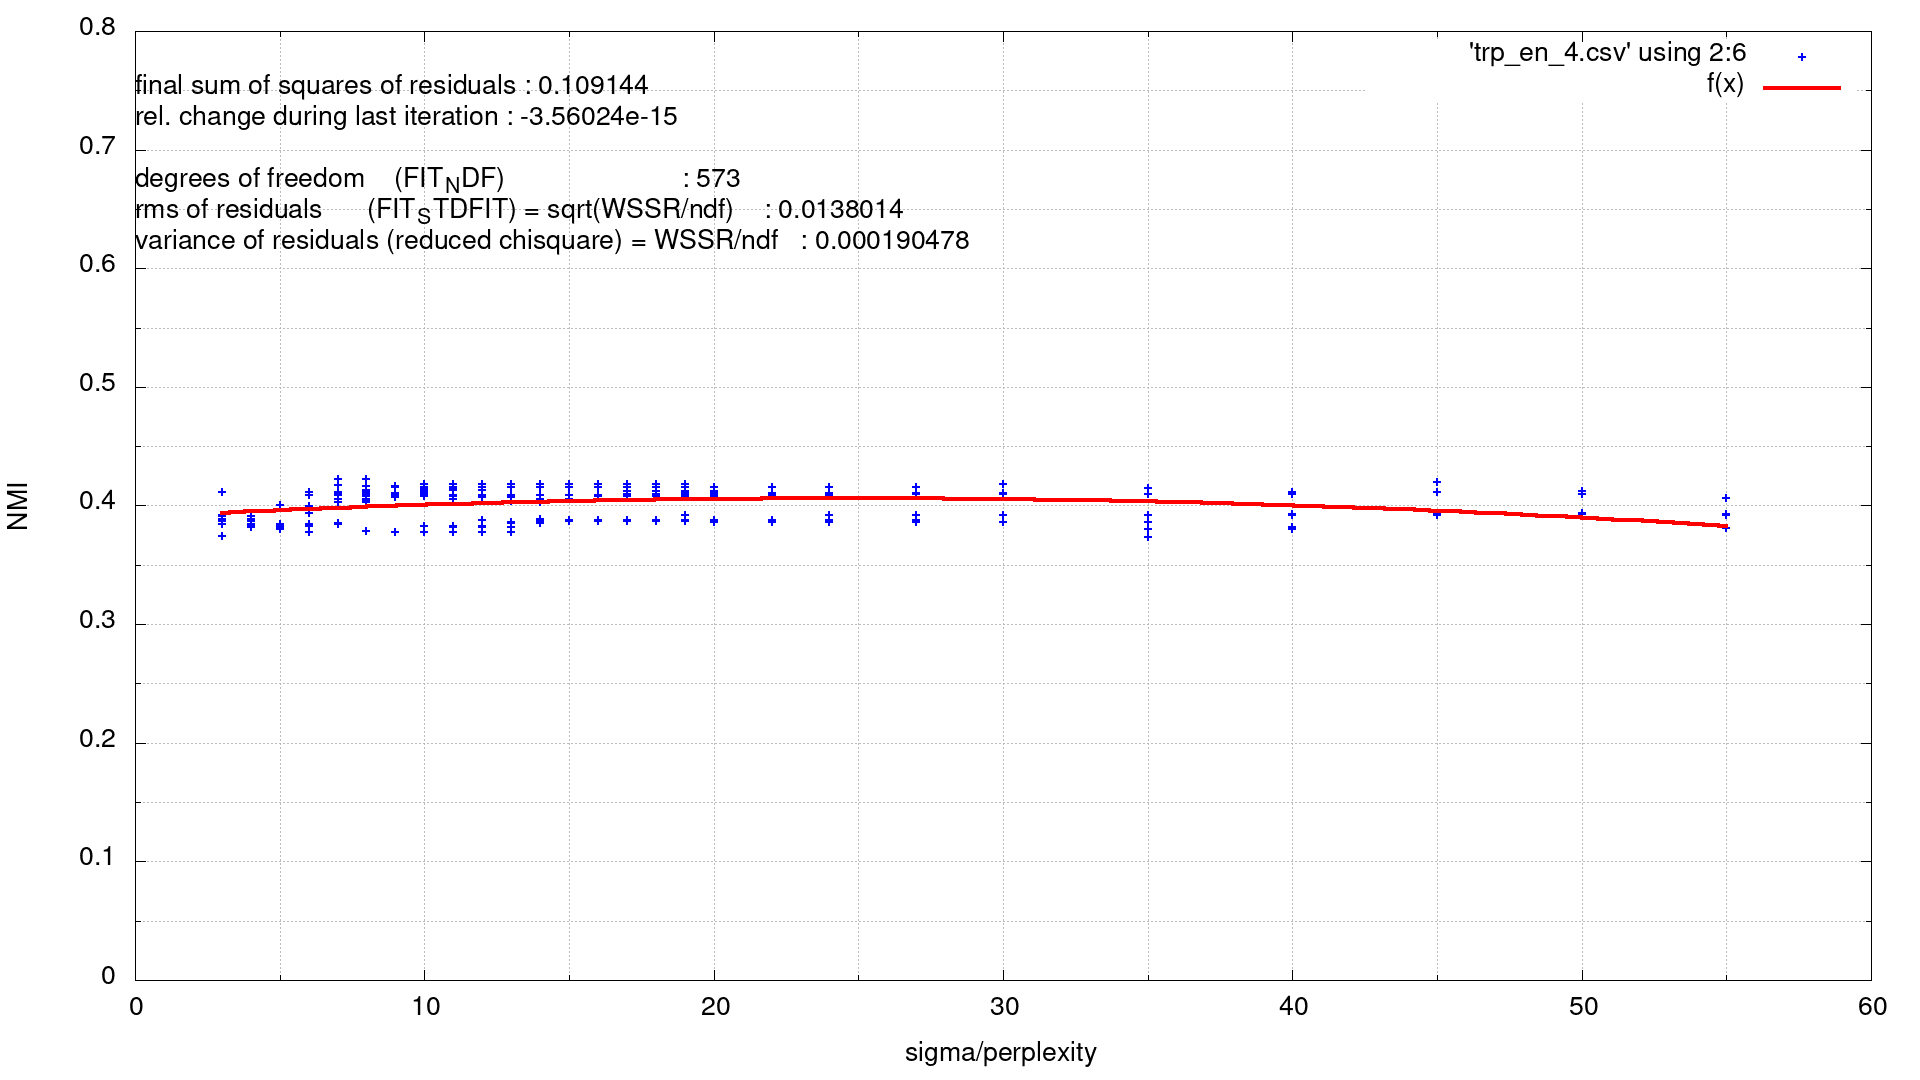 0.8
'trp_en_4.csv' using 2:6
f(x)
final sum of squares of residuals : 0.109144
rel. change during last iteration : -3.56024e-15
0.7
degrees of freedom (FIT_NDF) : 573
rms of residuals (FIT_STDFIT) = sqrt(WSSR/ndf) : 0.0138014
variance of residuals (reduced chisquare) = WSSR/ndf : 0.000190478
0.6
0.5
0.4
0.3
0.2
0.1
0
NMI
0 10 20 30 40 50 60
sigma/perplexity